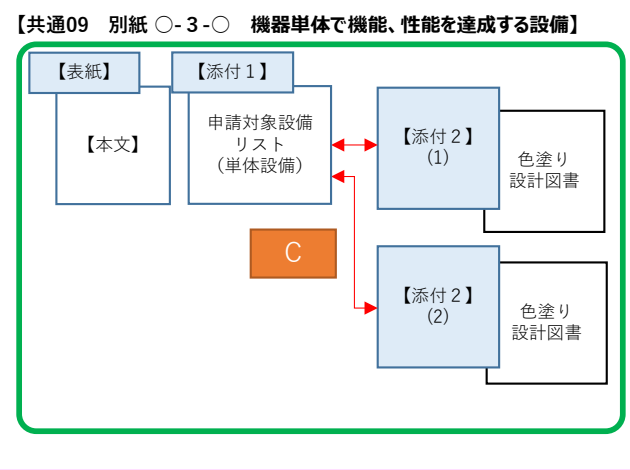 【共通09　別紙 ○-３-○　機器単体で機能、性能を達成する設備】
【表紙】
【本文】
【添付１】
申請対象設備
リスト
（単体設備）
【添付２】
(1)
色塗り
設計図書
C
【添付２】
(2)
色塗り
設計図書